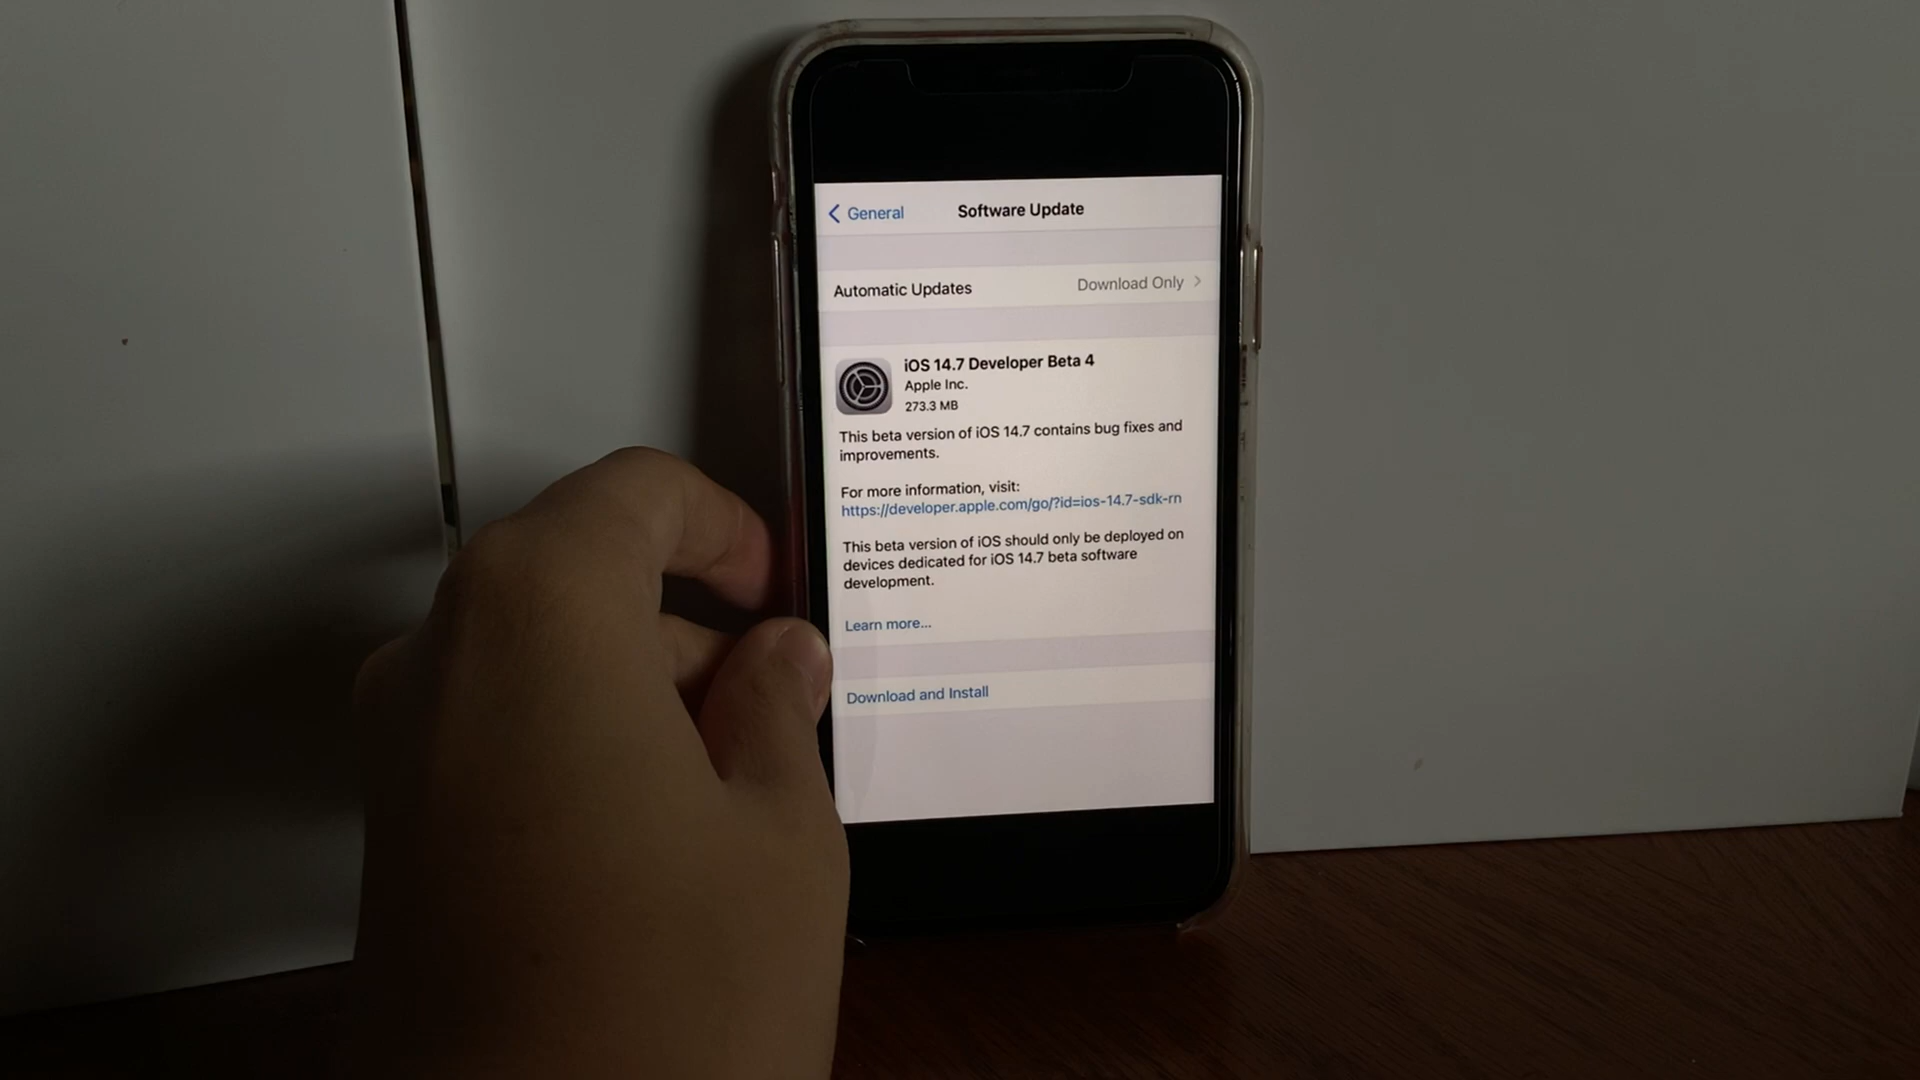 General
Software Update
Automatic Updates
Download Only
iOS 14.7 Developer Beta 4
Apple Inc.
273.3 MB
This beta version of iOS 14.7 contains bug fixes and
improvements.
For more information, visit:
https://developer.apple.com/go/?id=ios-14.7-sdk-rn
This beta version of iOS should only be deployed on
devices dedicated for iOS 14.7 beta software
development.
Learn more...
Download and Install